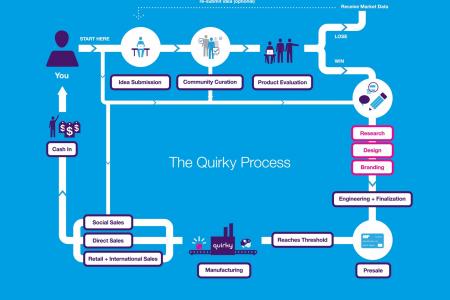 re-submit idea (optional)
Receive Market Data
START HERE
LOSE
WIN
You
Idea Submission
Community Curation
Product Evaluation
Research
Design
Branding
Cash In
The Quirky Process
Engineering + Finalization
Social Sales
Direct Sales
Retail + International Sales
quirky
Reaches Threshold
Manufacturing
Presale